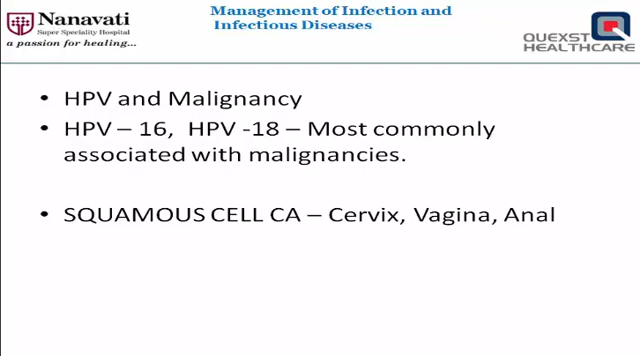 Nanavati
Super Speciality Hospital
a passion for healing...
Management of Infection and
Infectious Diseases
QUEXST
HEALTHCARE
• HPV and Malignancy
• HPV – 16, HPV -18 – Most commonly
associated with malignancies.
• SQUAMOUS CELL CA – Cervix, Vagina, Anal